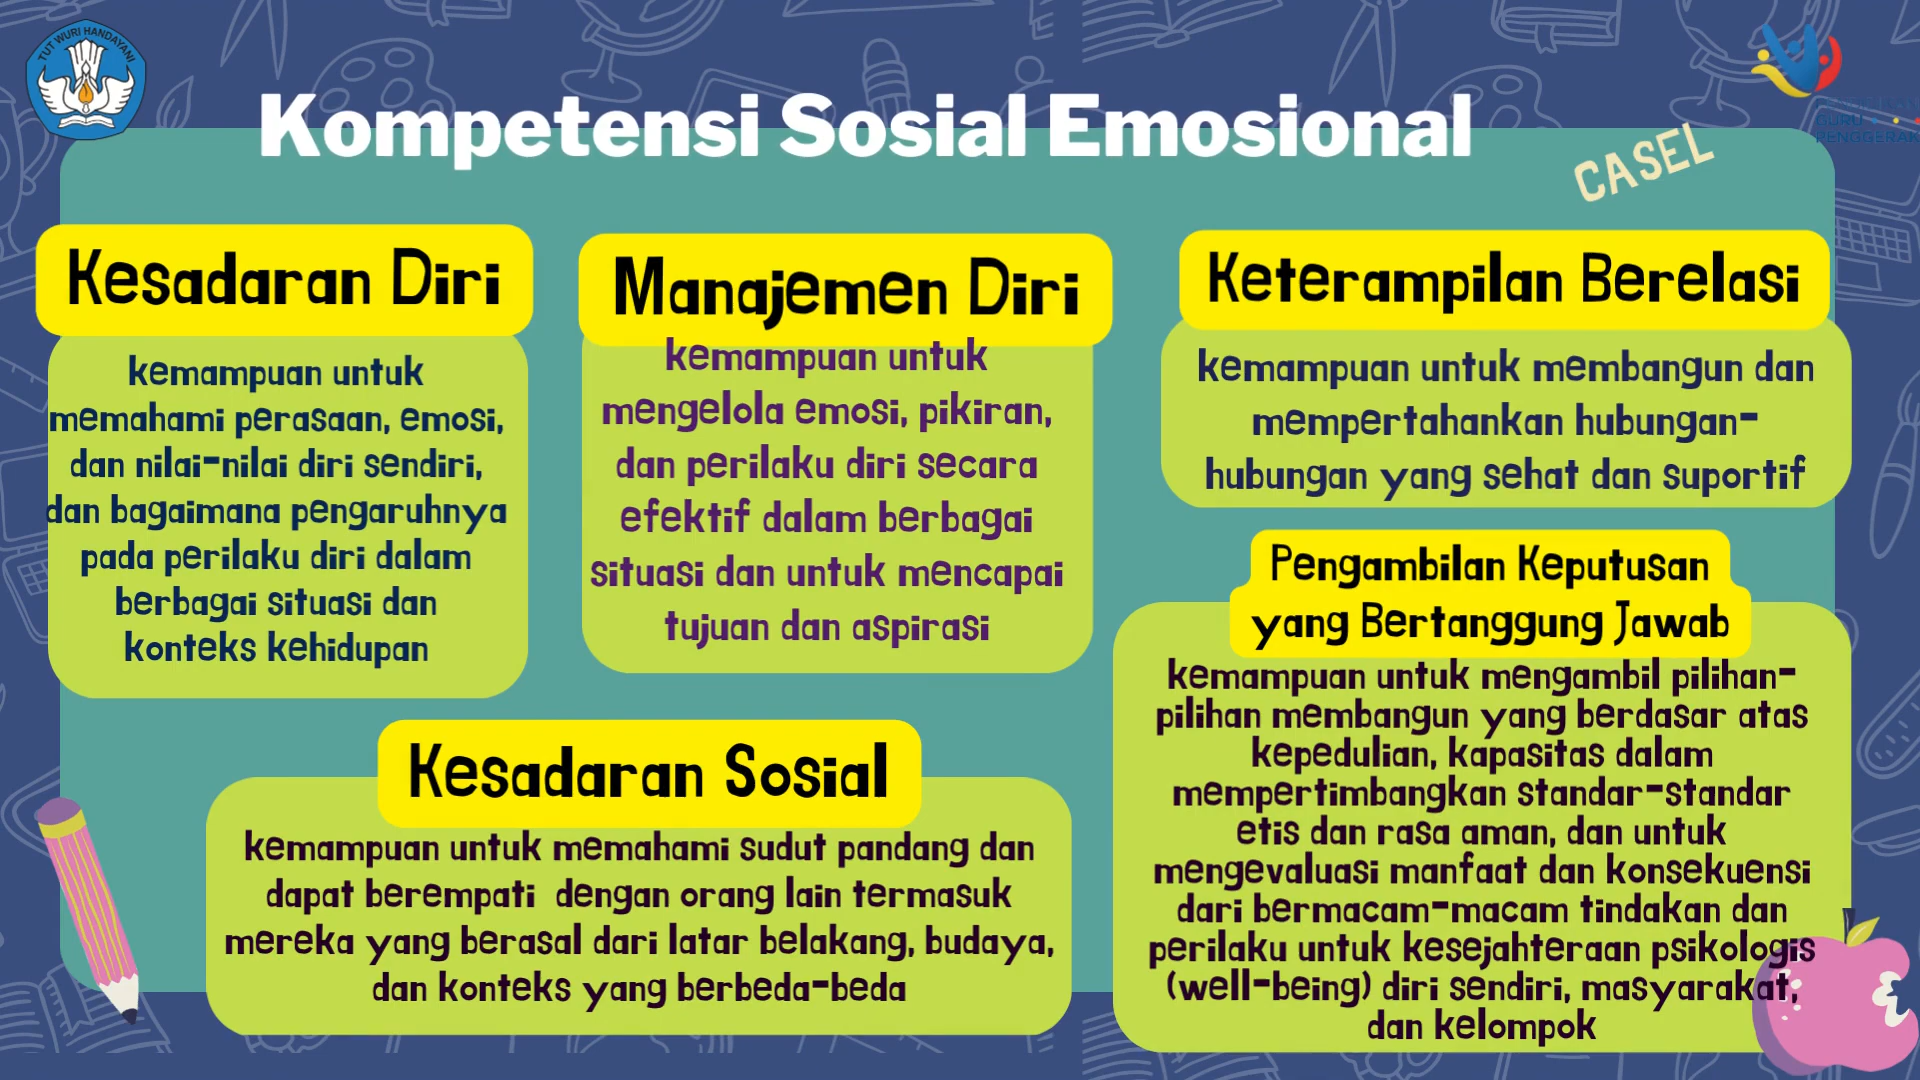 TUT WURI HANDAYANI
Kompetensi Sosial Emosional
CASEL
GURU
PENGGERAK
Kesadaran Diri
kemampuan untuk
memahami perasaan, emosi,
dan nilai-nilai diri sendiri,
dan bagaimana pengaruhnya
pada perilaku diri dalam
berbagai situasi dan
konteks kehidupan
Manajemen Diri
kemampuan untuk
mengelola emosi, pikiran,
dan perilaku diri secara
efektif dalam berbagai
situasi dan untuk mencapai
tujuan dan aspirasi
Keterampilan Berelasi
kemampuan untuk membangun dan
mempertahankan hubungan-
hubungan yang sehat dan suportif
Kesadaran Sosial
kemampuan untuk memahami sudut pandang dan
dapat berempati dengan orang lain termasuk
mereka yang berasal dari latar belakang, budaya,
dan konteks yang berbeda-beda
Pengambilan Keputusan
yang Bertanggung Jawab
kemampuan untuk mengambil pilihan-
pilihan membangun yang berdasar atas
kepedulian, kapasitas dalam
mempertimbangkan standar-standar
etis dan rasa aman, dan untuk
mengevaluasi manfaat dan konsekuensi
dari bermacam-macam tindakan dan
perilaku untuk kesejahteraan psikologis
(well-being) diri sendiri, masyarakat,
dan kelompok